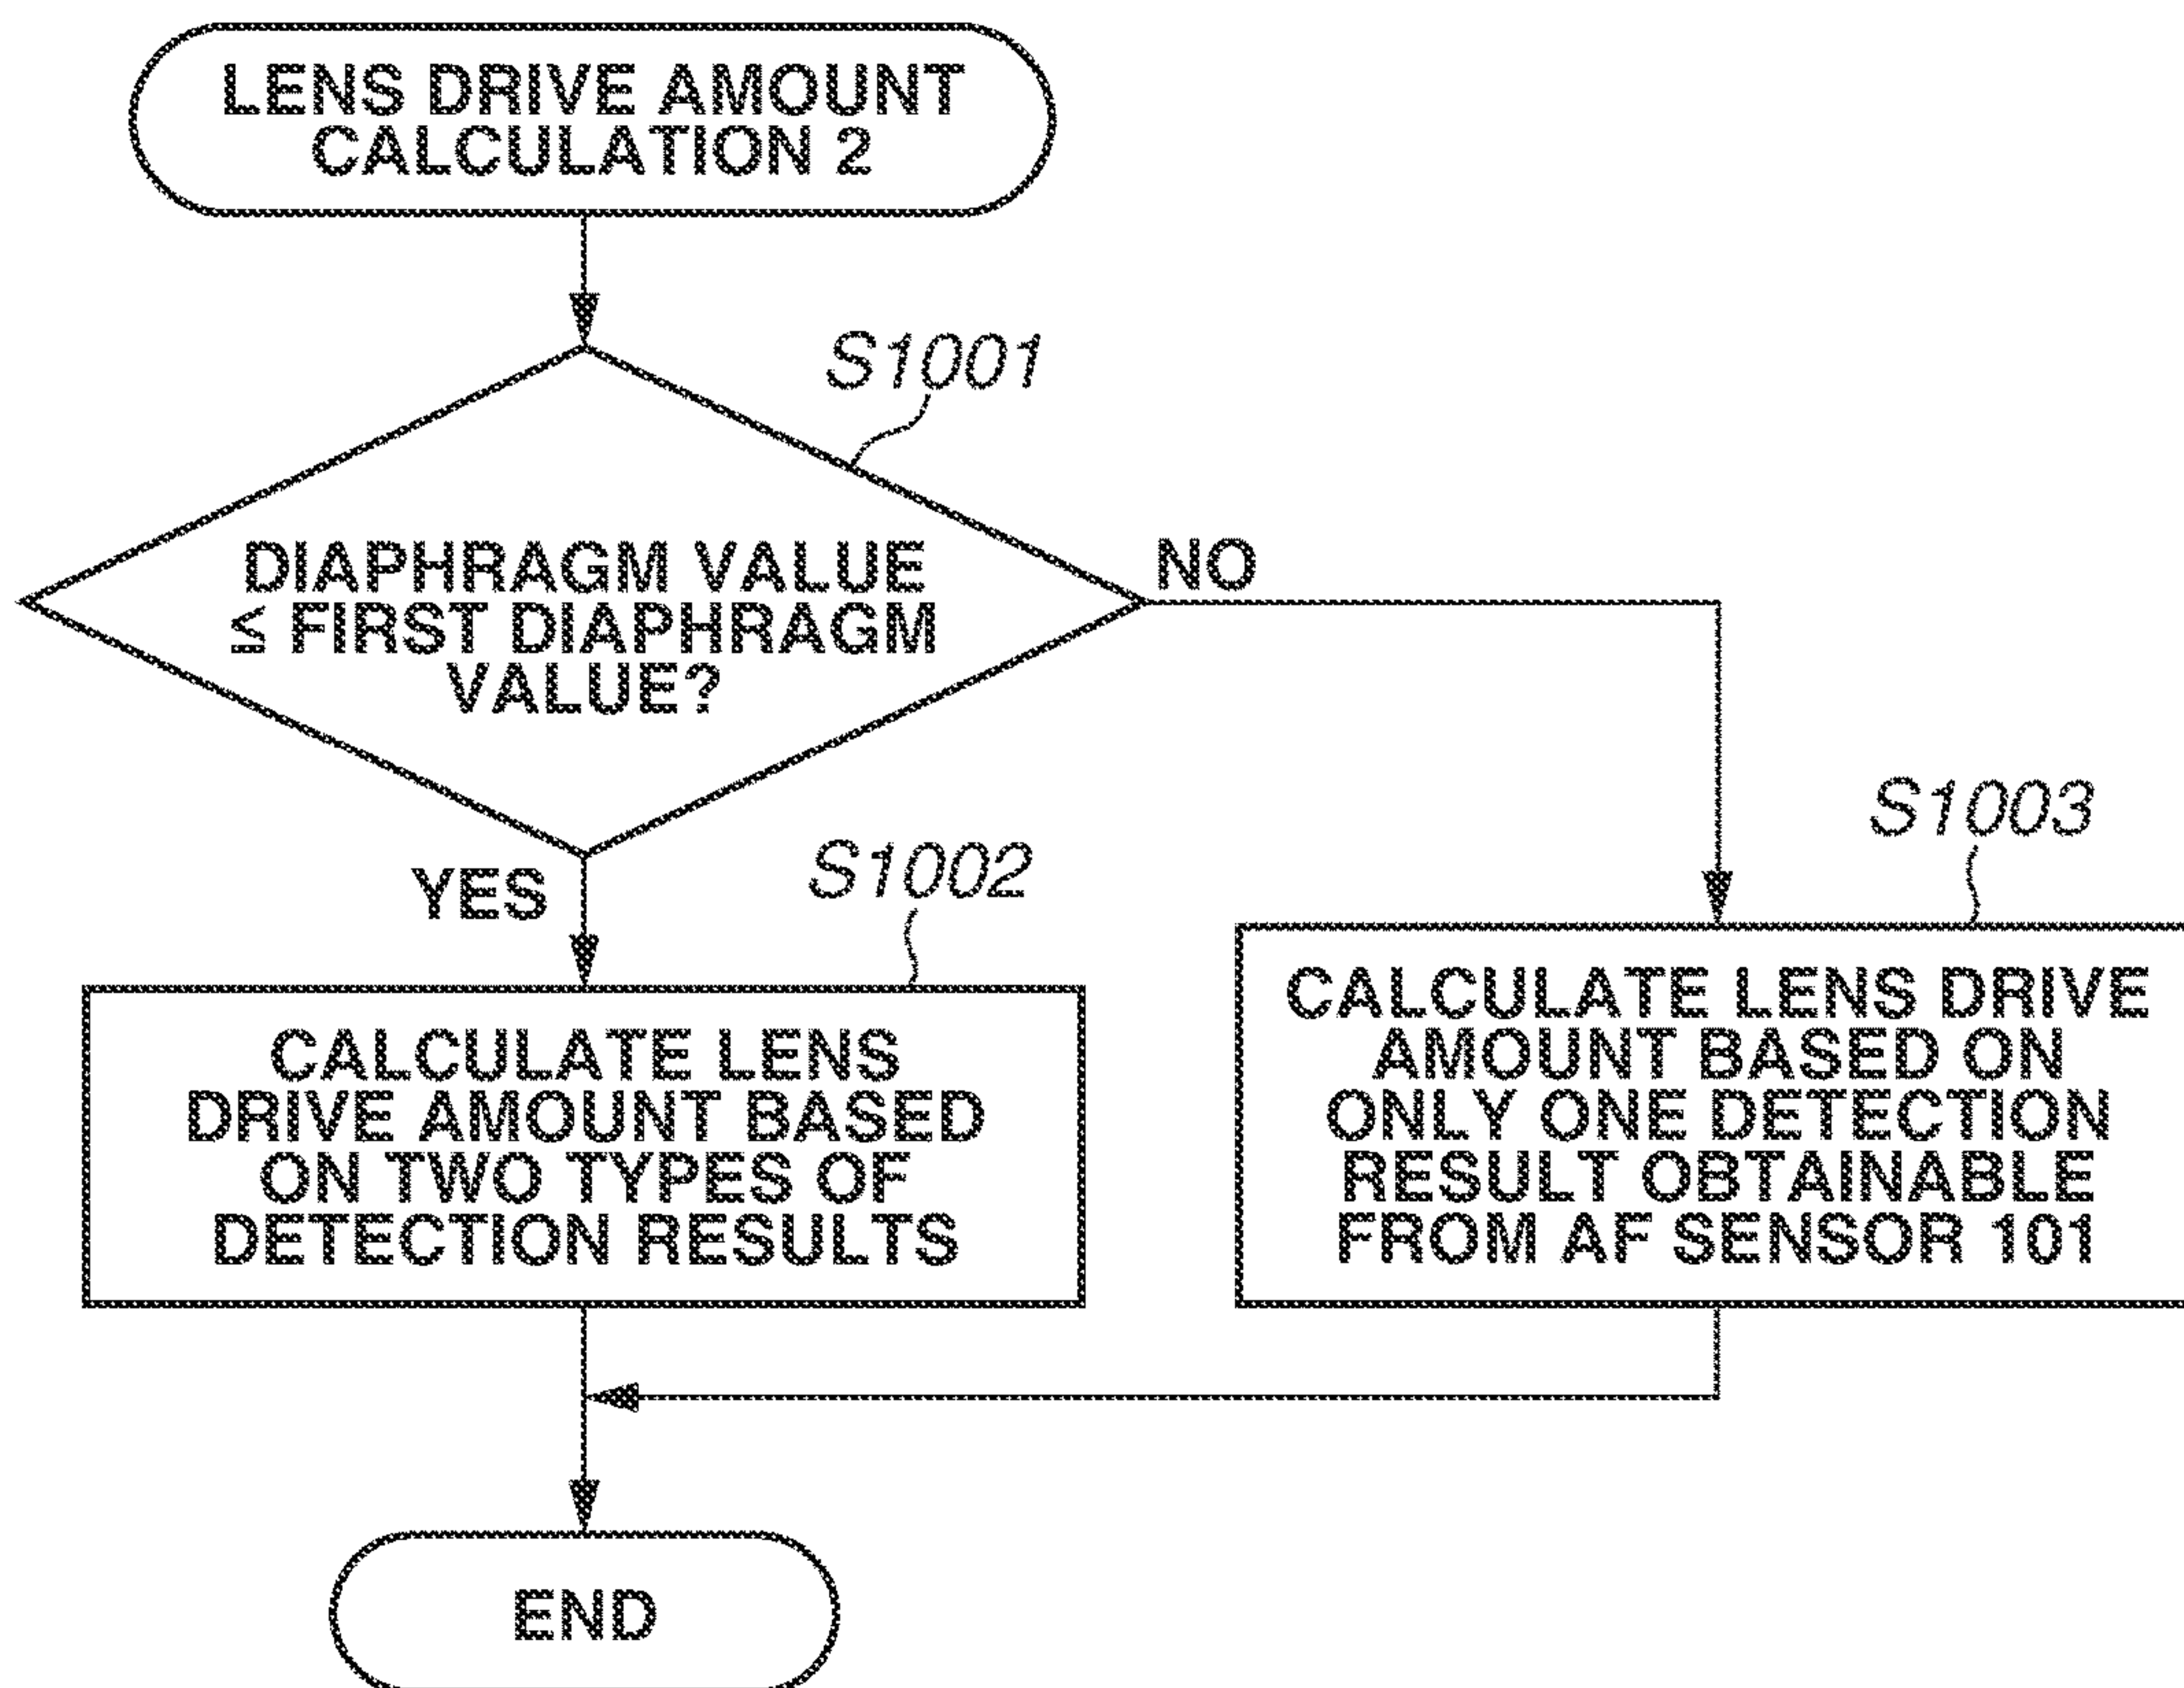 LENS DRIVE AMOUNT
CALCULATION 2
S1001
DIAPHRAGM VALUE
≤ FIRST DIAPHRAGM
VALUE?
NO
YES
S1002
CALCULATE LENS
DRIVE AMOUNT BASED
ON TWO TYPES OF
DETECTION RESULTS
S1003
CALCULATE LENS DRIVE
AMOUNT BASED ON
ONLY ONE DETECTION
RESULT OBTAINABLE
FROM AF SENSOR 101
END